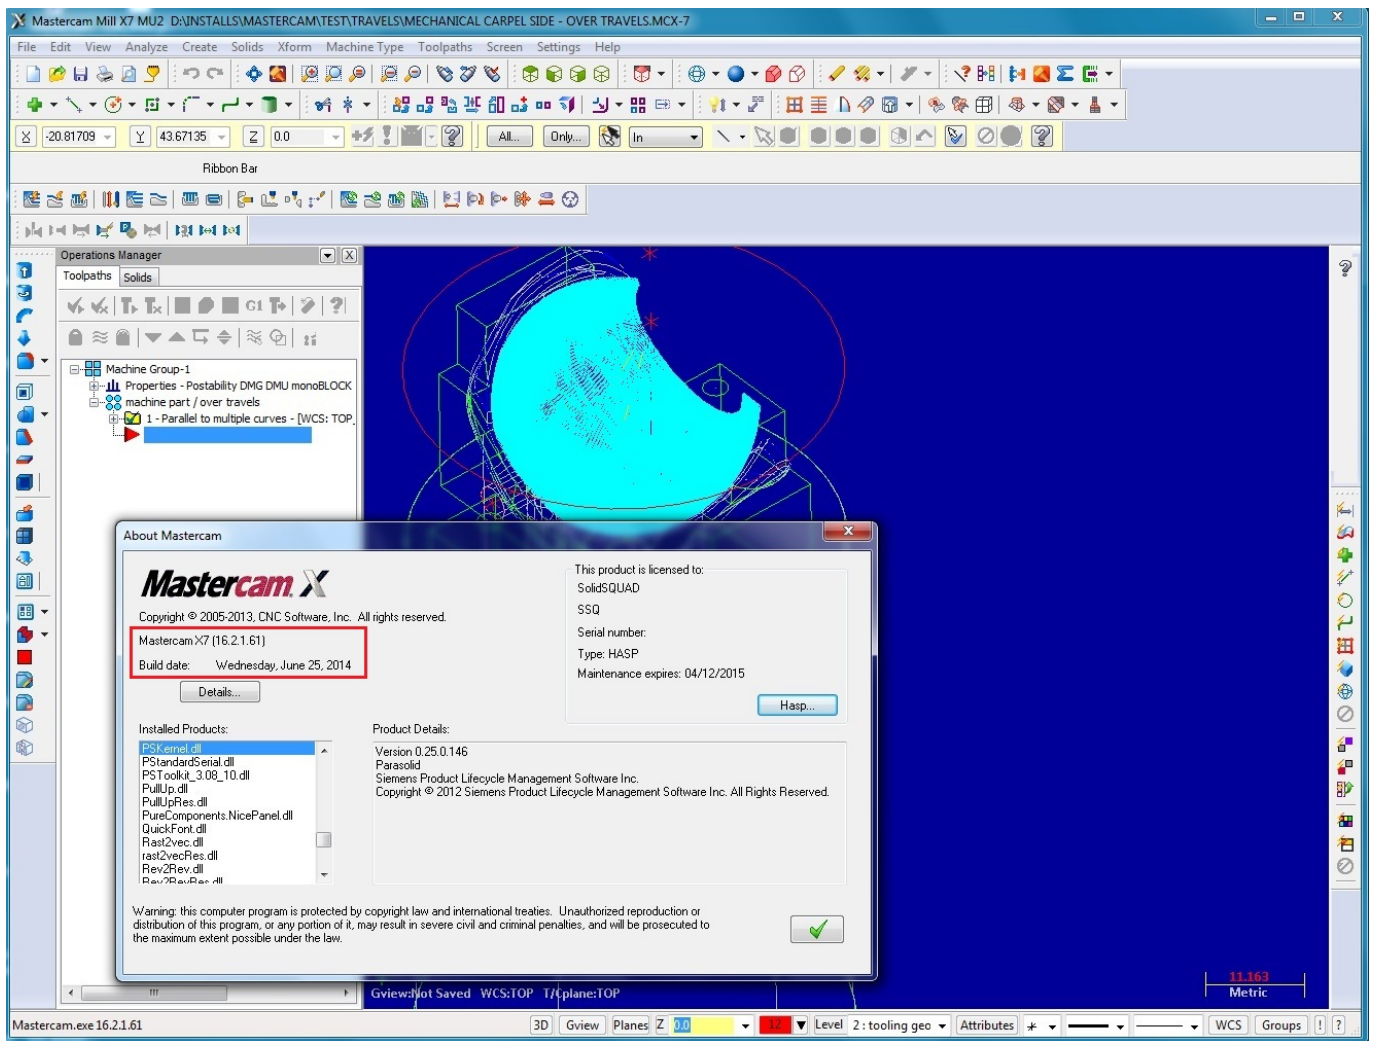 Mastercam Mill X7 MU2  D:\INSTALLS\MASTERCAM\TEST\TRAVELS\MECHANICAL CARPEL SIDE - OVER TRAVELS.MCX-7
File Edit View Analyze Create Solids Xform Machine Type Toolpaths Screen Settings Help
X -20.81709 Y 43.67135 Z 0.0 All... Only... In
Ribbon Bar
Operations Manager
Toolpaths Solids
G1
Machine Group-1
Properties - Postability DMG DMU monoBLOCK
machine part / over travels
1 - Parallel to multiple curves - [WCS: TOP
About Mastercam
Mastercam X
Copyright © 2005-2013, CNC Software, Inc. All rights reserved.
Mastercam X7 (16.2.1.61)
Build date: Wednesday, June 25, 2014
Details...
This product is licensed to:
SolidSQUAD
SSQ
Serial number:
Type: HASP
Maintenance expires: 04/12/2015
Hasp...
Installed Products:
PSKernel.dll
PStandardSerial.dll
PSToolkit_3.08_10.dll
PullUp.dll
PullUpRes.dll
PureComponents.NicePanel.dll
QuickFont.dll
Rast2vec.dll
rast2vecRes.dll
Rev2Rev.dll
Rev2RevRes.dll
Product Details:
Version 0.25.0.146
Parasolid
Siemens Product Lifecycle Management Software Inc.
Copyright © 2012 Siemens Product Lifecycle Management Software Inc. All Rights Reserved.
Warning: this computer program is protected by copyright law and international treaties. Unauthorized reproduction or
distribution of this program, or any portion of it, may result in severe civil and criminal penalties, and will be prosecuted to
the maximum extent possible under the law.
11.163
Metric
Gview:Not Saved WCS:TOP T/Cplane:TOP
Mastercam.exe 16.2.1.61
3D Gview Planes Z 0.0 12 Level 2 : tooling geo Attributes WCS Groups ! ?